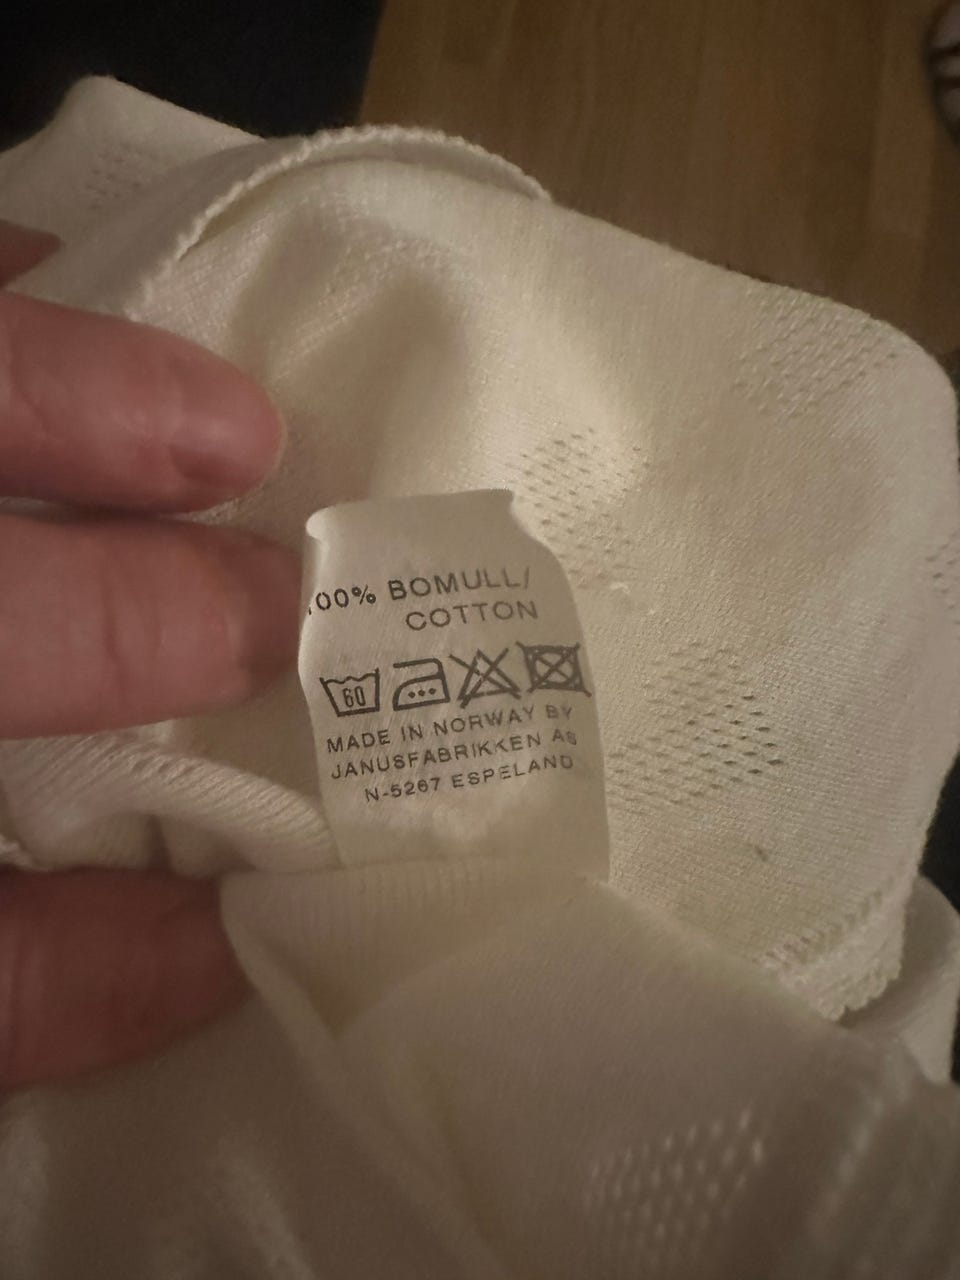 100% BOMULL/
COTTON
60
MADE IN NORWAY BY
JANUSFABRIKKEN AS
N-5267 ESPELAND